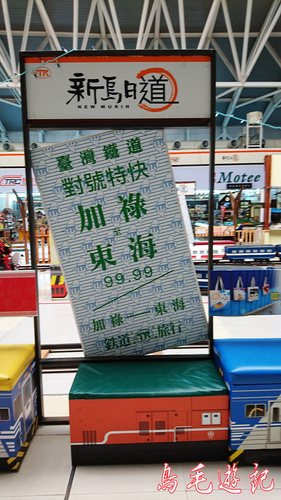 新烏日道
NEW WURIH
TRC
Motee
臺灣鐵道
對號特快
加祿
至
東海
99.99
加祿——東海
鉄道 旅行
烏毛遊記